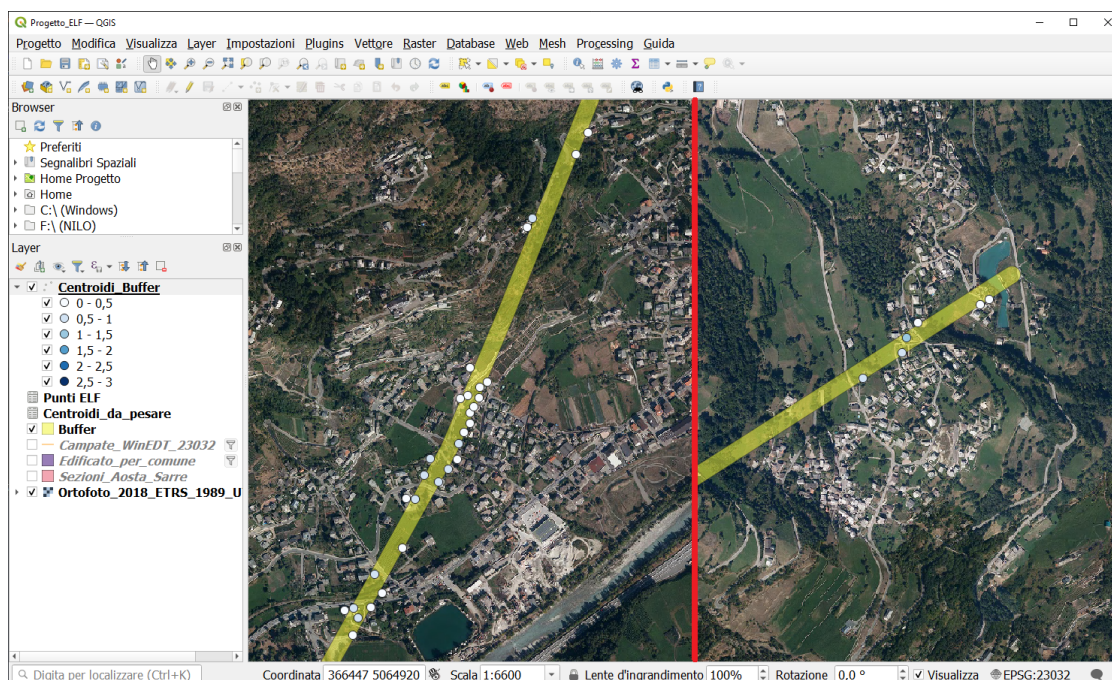 Progetto_ELF — QGIS
Progetto Modifica Visualizza Layer Impostazioni Plugins Vettore Raster Database Web Mesh Processing Guida
Browser
Preferiti
Segnalibri Spaziali
Home Progetto
Home
C:\ (Windows)
F:\ (NILO)
Layer
Centroidi_Buffer
0 - 0,5
0,5 - 1
1 - 1,5
1,5 - 2
2 - 2,5
2,5 - 3
Punti ELF
Centroidi_da_pesare
Buffer
Campate_WinEDT_23032
Edificato_per_comune
Sezioni_Aosta_Sarre
Ortofoto_2018_ETRS_1989_U
Digita per localizzare (Ctrl+K) Coordinata 366447 5064920 Scala 1:6600 Lente d'ingrandimento 100% Rotazione 0,0 ° Visualizza EPSG:23032